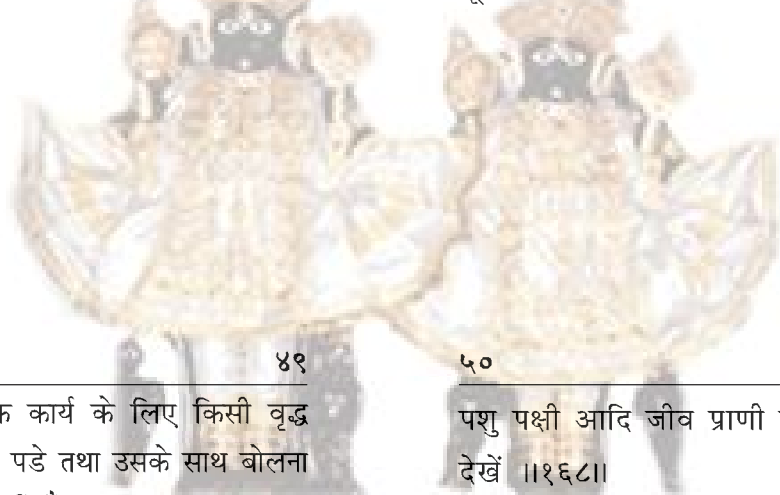 ४९
कार्य के लिए किसी वृद्ध
पडे तथा उसके साथ बोलना
५०
पशु पक्षी आदि जीव प्राणी
देखें ॥१६८॥